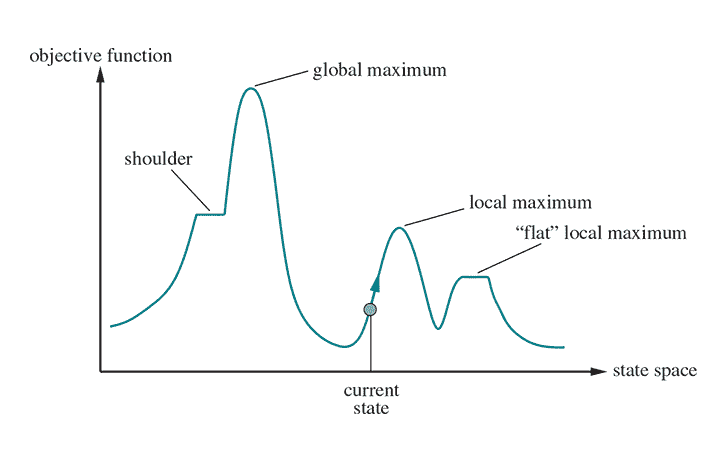 objective function
global maximum
shoulder
local maximum
“flat” local maximum
state space
current
state